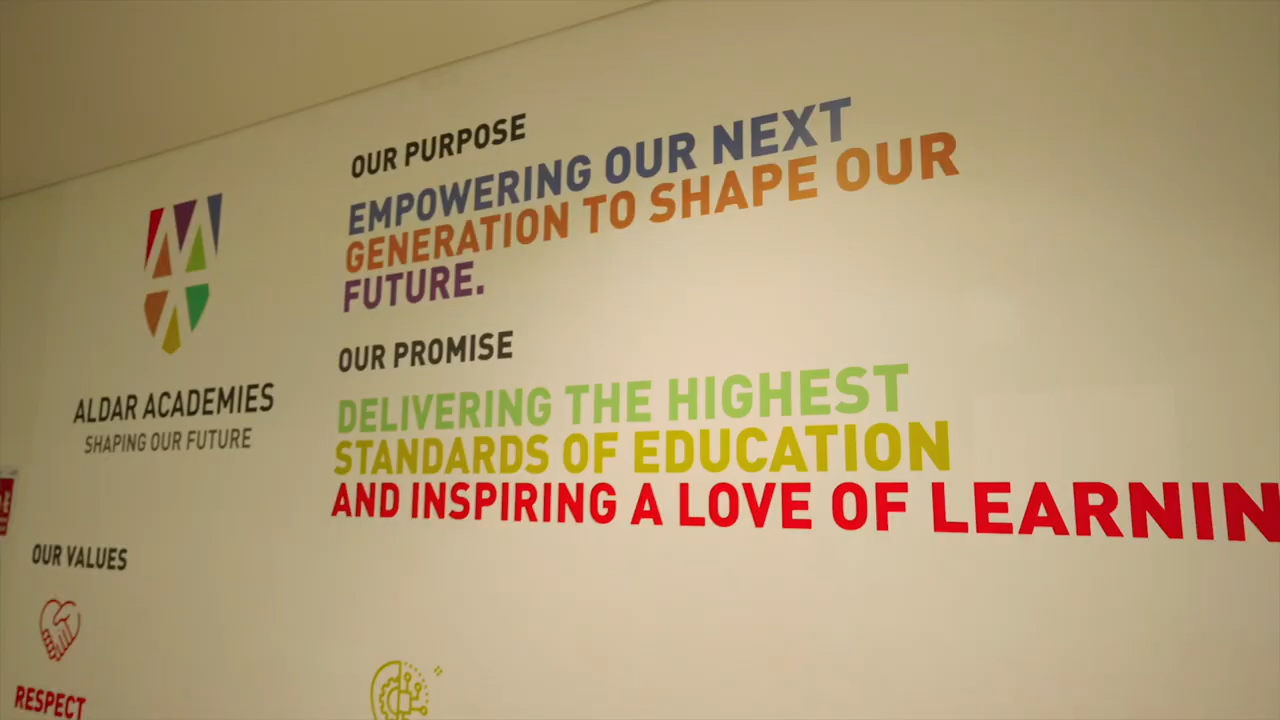 OUR PURPOSE
EMPOWERING OUR NEXT
GENERATION TO SHAPE OUR
FUTURE.
ALDAR ACADEMIES
SHAPING OUR FUTURE
OUR PROMISE
DELIVERING THE HIGHEST
STANDARDS OF EDUCATION
AND INSPIRING A LOVE OF LEARNIN
OUR VALUES
RESPECT